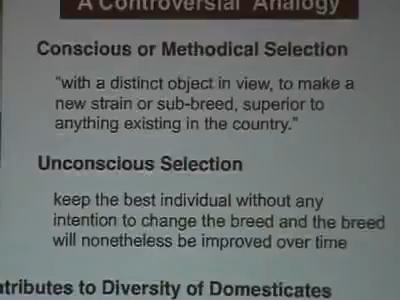 A Controversial Analogy
Conscious or Methodical Selection
"with a distinct object in view, to make a
new strain or sub-breed, superior to
anything existing in the country."
Unconscious Selection
keep the best individual without any
intention to change the breed and the breed
will nonetheless be improved over time
ntributes to Diversity of Domesticates